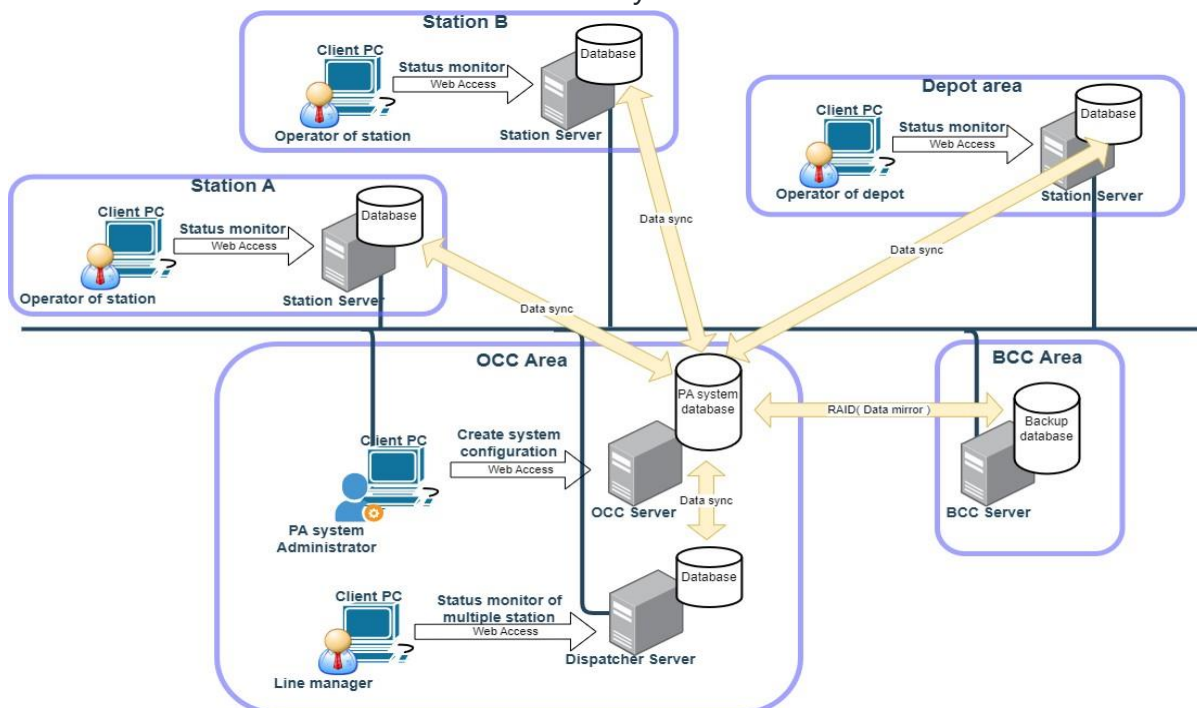 Station B
Client PC
Status monitor
Web Access
Database
Operator of station
Station Server
Depot area
Client PC
Status monitor
Web Access
Database
Operator of depot
Station Server
Station A
Client PC
Status monitor
Web Access
Database
Operator of station
Station Server
Data sync
Data sync
Data sync
OCC Area
PA system
database
Client PC
Create system
configuration
Web Access
PA system
Administrator
OCC Server
Data sync
RAID( Data mirror )
BCC Area
Backup
database
BCC Server
Client PC
Status monitor of
multiple station
Web Access
Database
Line manager
Dispatcher Server